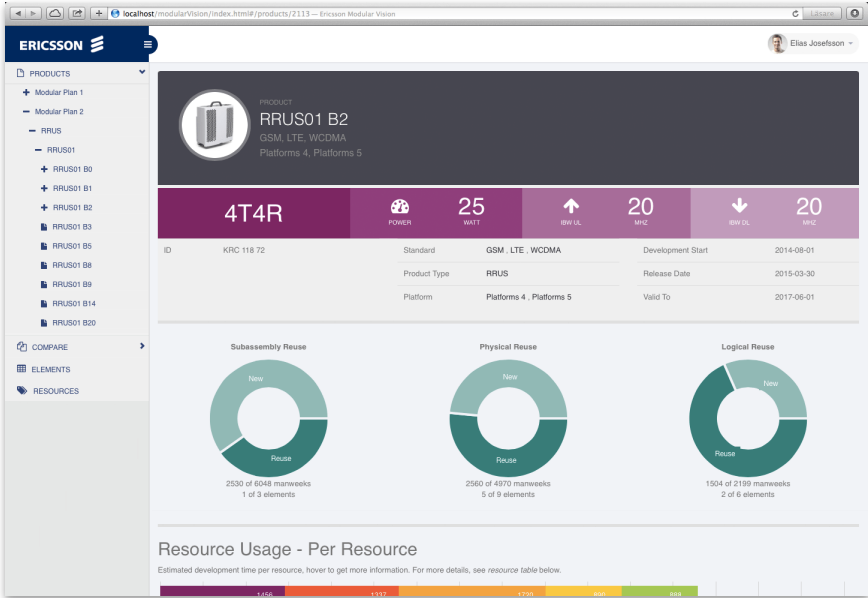 localhost/modularVision/index.html#/products/2113 — Ericsson Modular Vision
Läsare
ERICSSON
Elias Josefsson
PRODUCTS
Modular Plan 1
Modular Plan 2
RRUS
RRUS01
RRUS01 B0
RRUS01 B1
RRUS01 B2
RRUS01 B3
RRUS01 B5
RRUS01 B8
RRUS01 B9
RRUS01 B14
RRUS01 B20
COMPARE
ELEMENTS
RESOURCES
PRODUCT
RRUS01 B2
GSM, LTE, WCDMA
Platforms 4, Platforms 5
4T4R
POWER
25
WATT
IBW UL
20
MHZ
IBW DL
20
MHZ
ID KRC 118 72
Standard GSM , LTE , WCDMA
Product Type RRUS
Platform Platforms 4 , Platforms 5
Development Start 2014-08-01
Release Date 2015-03-30
Valid To 2017-06-01
Subassembly Reuse
New
Reuse
2530 of 6048 manweeks
1 of 3 elements
Physical Reuse
New
Reuse
2560 of 4970 manweeks
5 of 9 elements
Logical Reuse
New
Reuse
1504 of 2199 manweeks
2 of 6 elements
Resource Usage - Per Resource
Estimated development time per resource, hover to get more information. For more details, see resource table below.
1456 1337 1720 890 888